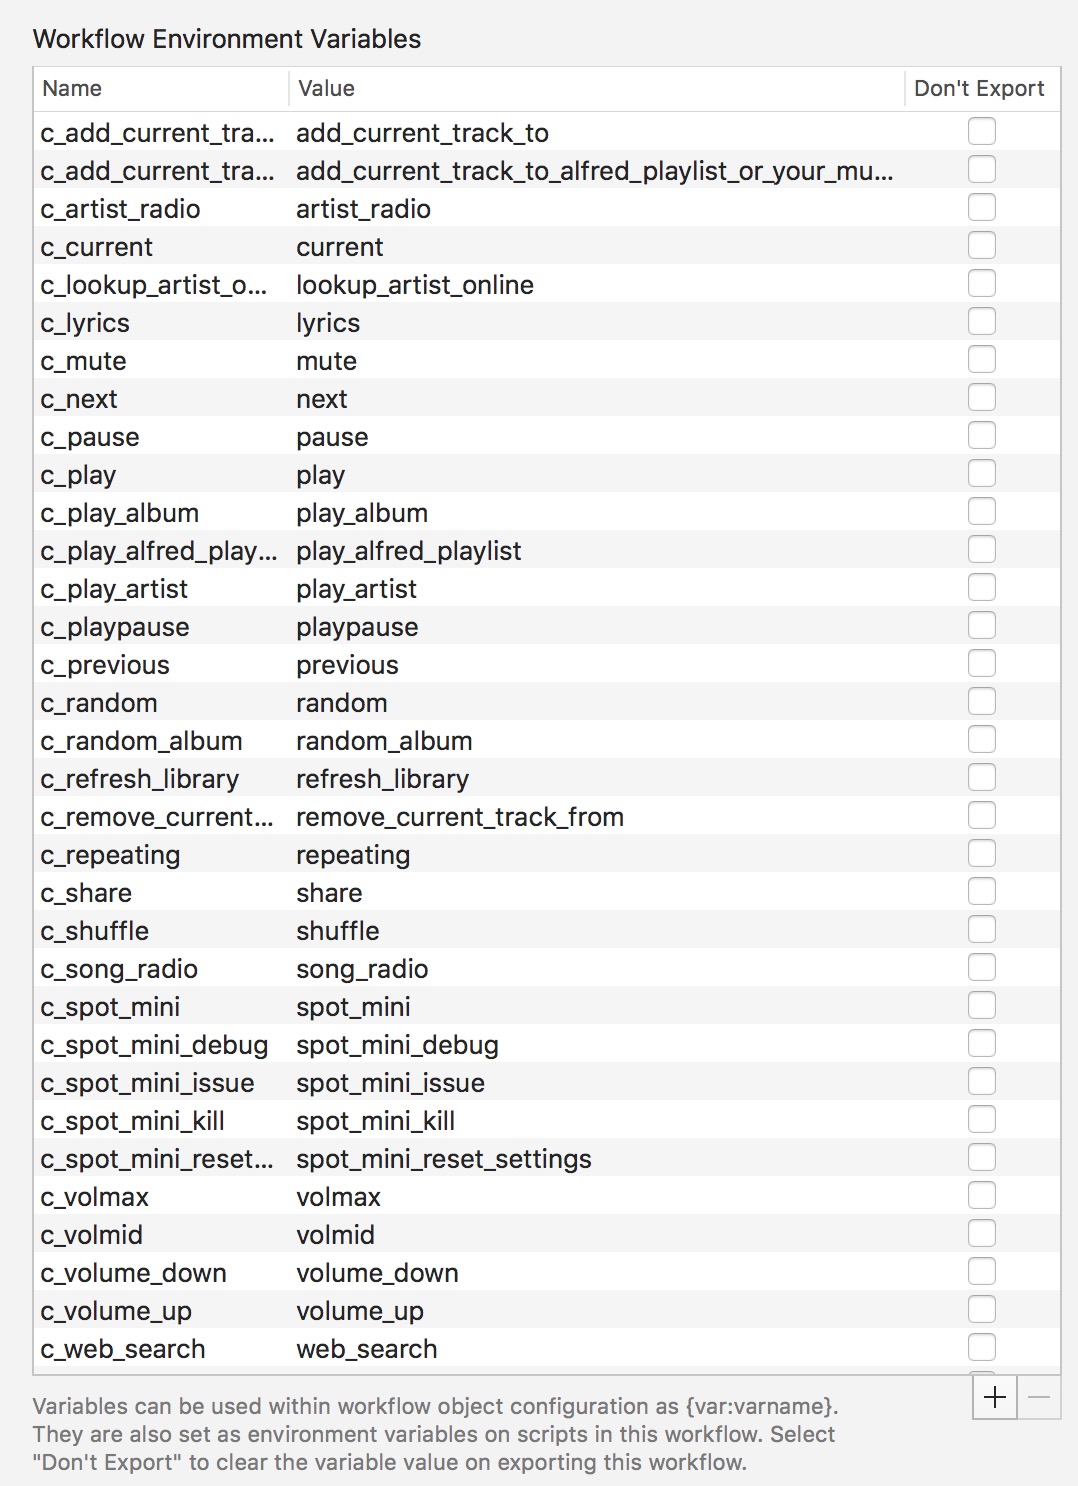 Workflow Environment Variables
Name Value Don't Export
c_add_current_tra... add_current_track_to
c_add_current_tra... add_current_track_to_alfred_playlist_or_your_mu...
c_artist_radio artist_radio
c_current current
c_lookup_artist_o... lookup_artist_online
c_lyrics lyrics
c_mute mute
c_next next
c_pause pause
c_play play
c_play_album play_album
c_play_alfred_play... play_alfred_playlist
c_play_artist play_artist
c_playpause playpause
c_previous previous
c_random random
c_random_album random_album
c_refresh_library refresh_library
c_remove_current... remove_current_track_from
c_repeating repeating
c_share share
c_shuffle shuffle
c_song_radio song_radio
c_spot_mini spot_mini
c_spot_mini_debug spot_mini_debug
c_spot_mini_issue spot_mini_issue
c_spot_mini_kill spot_mini_kill
c_spot_mini_reset... spot_mini_reset_settings
c_volmax volmax
c_volmid volmid
c_volume_down volume_down
c_volume_up volume_up
c_web_search web_search
Variables can be used within workflow object configuration as {var:varname}.
They are also set as environment variables on scripts in this workflow. Select
"Don't Export" to clear the variable value on exporting this workflow.